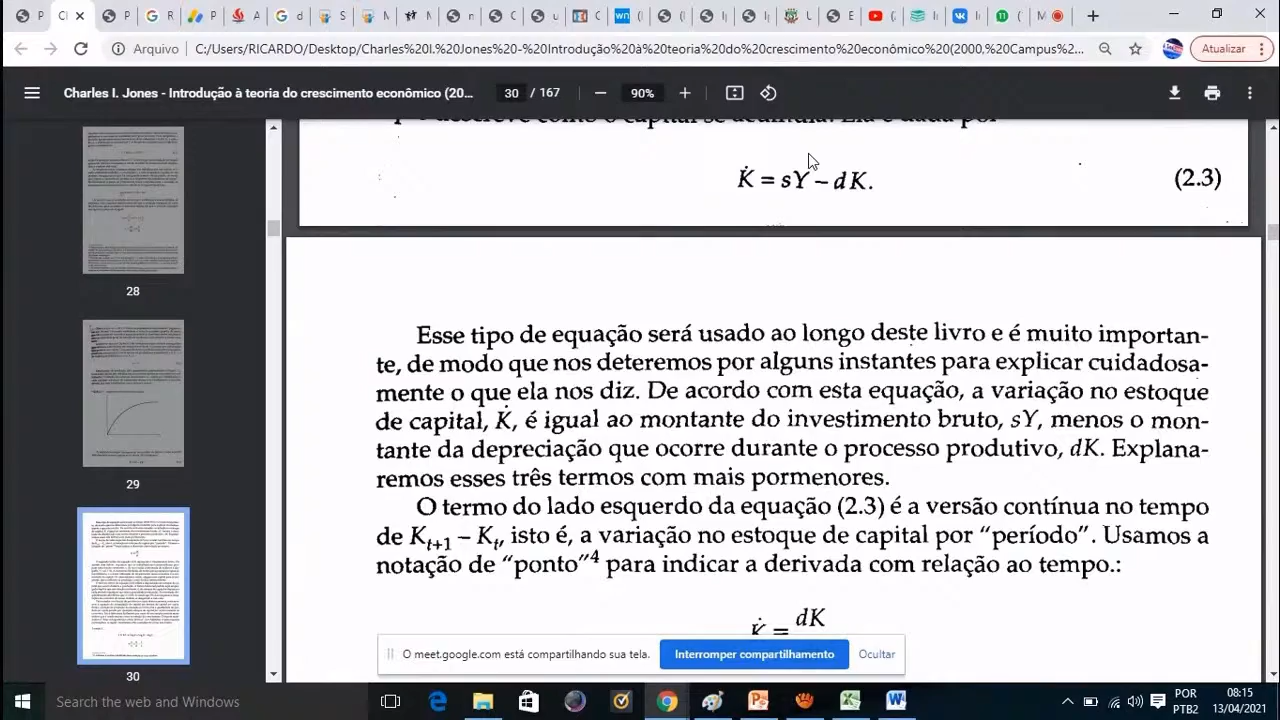 Arquivo
C:/Users/RICARDO/Desktop/Charles%20I.%20Jones%20-%20Introdução%20à%20teoria%20do%20crescimento%20econômico%20(2000,%20Campus%2...
Atualizar
Charles I. Jones - Introdução à teoria do crescimento econômico (20...
30 / 167
90%
K̇ = sY – dK. (2.3)
28
29
30
Esse tipo de equação será usado ao longo deste livro e é muito importan-
te, de modo que nos deteremos por alguns instantes para explicar cuidadosa-
mente o que ela nos diz. De acordo com esta equação, a variação no estoque
de capital, K̇, é igual ao montante do investimento bruto, sY, menos o mon-
tante da depreciação que ocorre durante o processo produtivo, dK. Explana-
remos esses três termos com mais pormenores.
O termo do lado esquerdo da equação (2.3) é a versão contínua no tempo
de Kt+1 – Kt, isto é, a variação no estoque de capital por “período”. Usamos a
notação de “ponto”4 para indicar a derivada com relação ao tempo.:
K̇ = dK
O meet.google.com está compartilhando sua tela.
Interromper compartilhamento
Ocultar
Search the web and Windows
POR
PTB2
08:15
13/04/2021